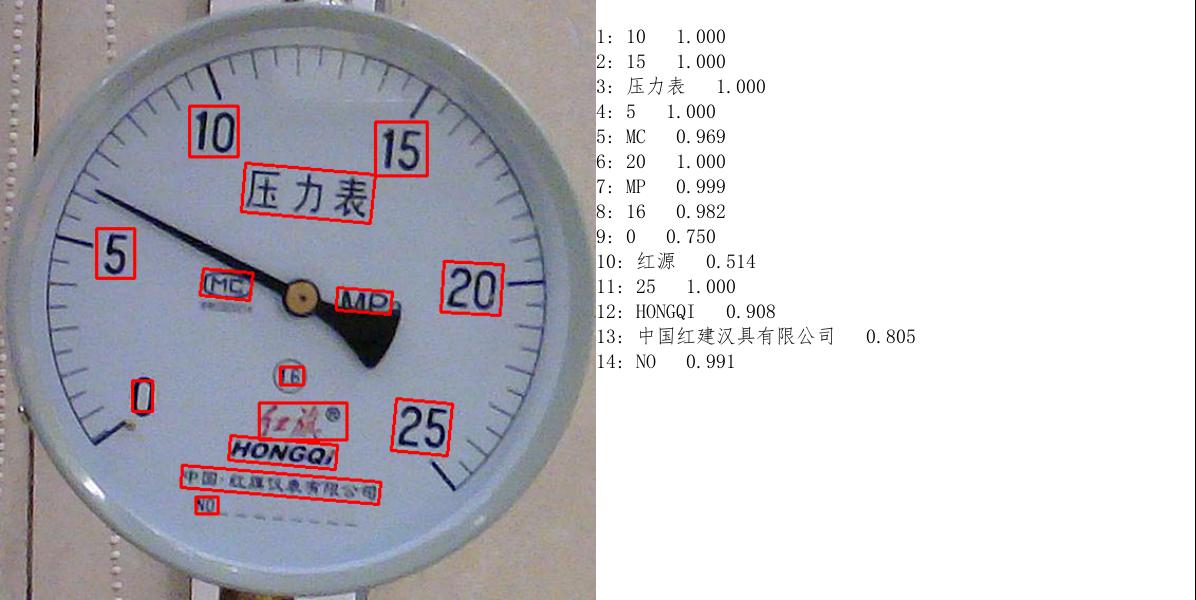 10
15
压力表
5
MC
20
MP
0
1.6
红旗®
25
HONGQi
中国·红旗仪表有限公司
NO
1: 10 1.000
2: 15 1.000
3: 压力表 1.000
4: 5 1.000
5: MC 0.969
6: 20 1.000
7: MP 0.999
8: 16 0.982
9: 0 0.750
10: 红源 0.514
11: 25 1.000
12: HONGQI 0.908
13: 中国红建汉具有限公司 0.805
14: NO 0.991